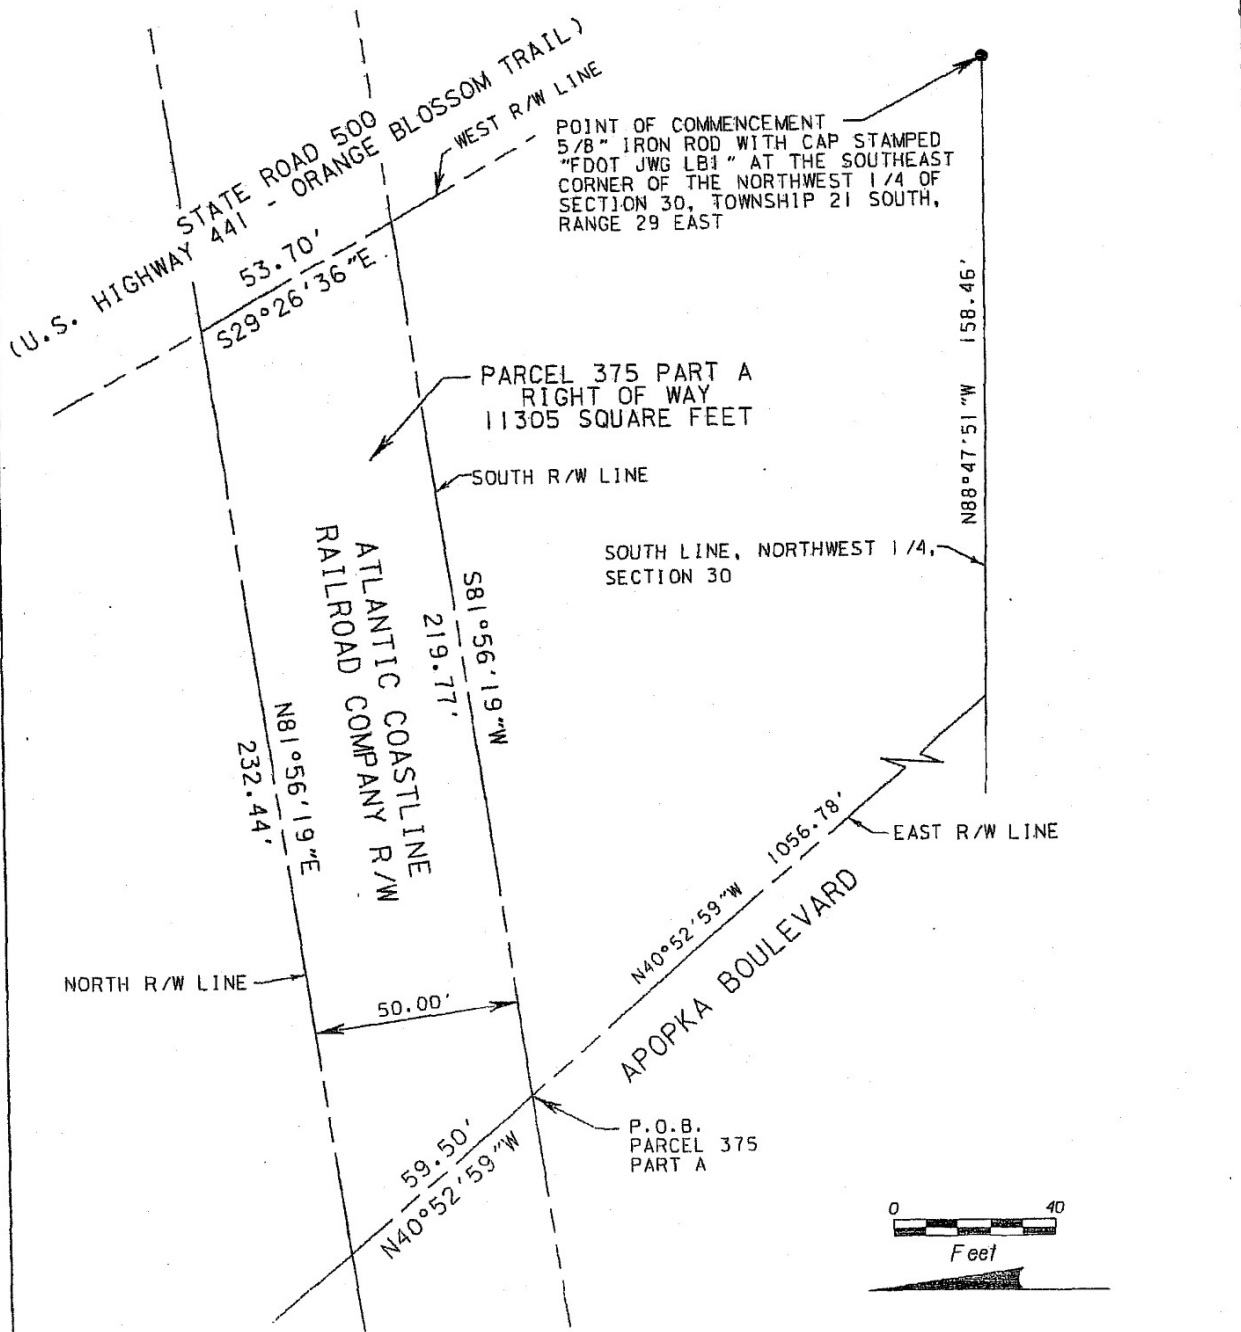 STATE ROAD 500
(U.S. HIGHWAY 441 - ORANGE BLOSSOM TRAIL)
WEST R/W LINE
53.70'
S29°26'36"E
POINT OF COMMENCEMENT
5/8" IRON ROD WITH CAP STAMPED
"FDOT JWG LB1" AT THE SOUTHEAST
CORNER OF THE NORTHWEST 1/4 OF
SECTION 30, TOWNSHIP 21 SOUTH,
RANGE 29 EAST
N88°47'51"W 158.46'
PARCEL 375 PART A
RIGHT OF WAY
11305 SQUARE FEET
SOUTH R/W LINE
SOUTH LINE, NORTHWEST 1/4,
SECTION 30
ATLANTIC COASTLINE
RAILROAD COMPANY R/W
S81°56'19"W
219.77'
N81°56'19"E
232.44'
N40°52'59"W 1056.78'
EAST R/W LINE
APOPKA BOULEVARD
NORTH R/W LINE
50.00'
59.50'
N40°52'59"W
P.O.B.
PARCEL 375
PART A
0 40
Feet